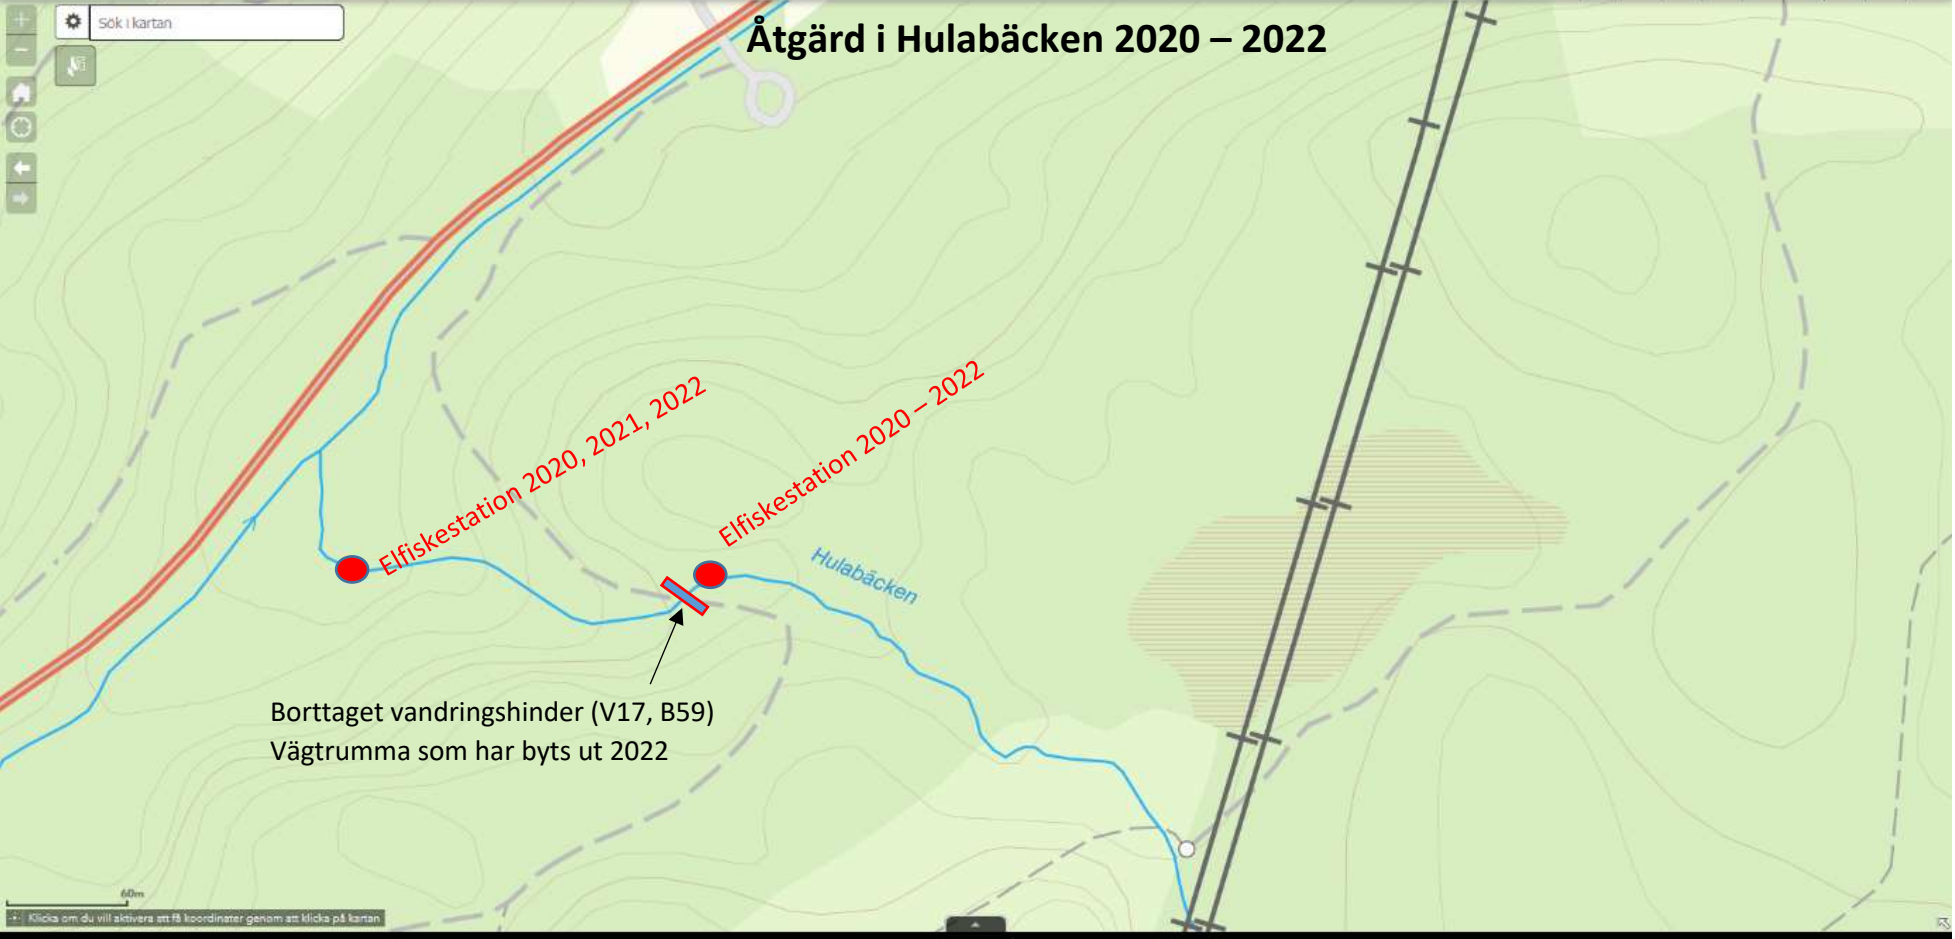 Sök i kartan
Åtgärd i Hulabäcken 2020 – 2022
Elfiskestation 2020, 2021, 2022
Elfiskestation 2020 – 2022
Hulabäcken
Borttaget vandringshinder (V17, B59)
Vägtrumma som har byts ut 2022
60m
Klicka om du vill aktivera att få koordinater genom att klicka på kartan